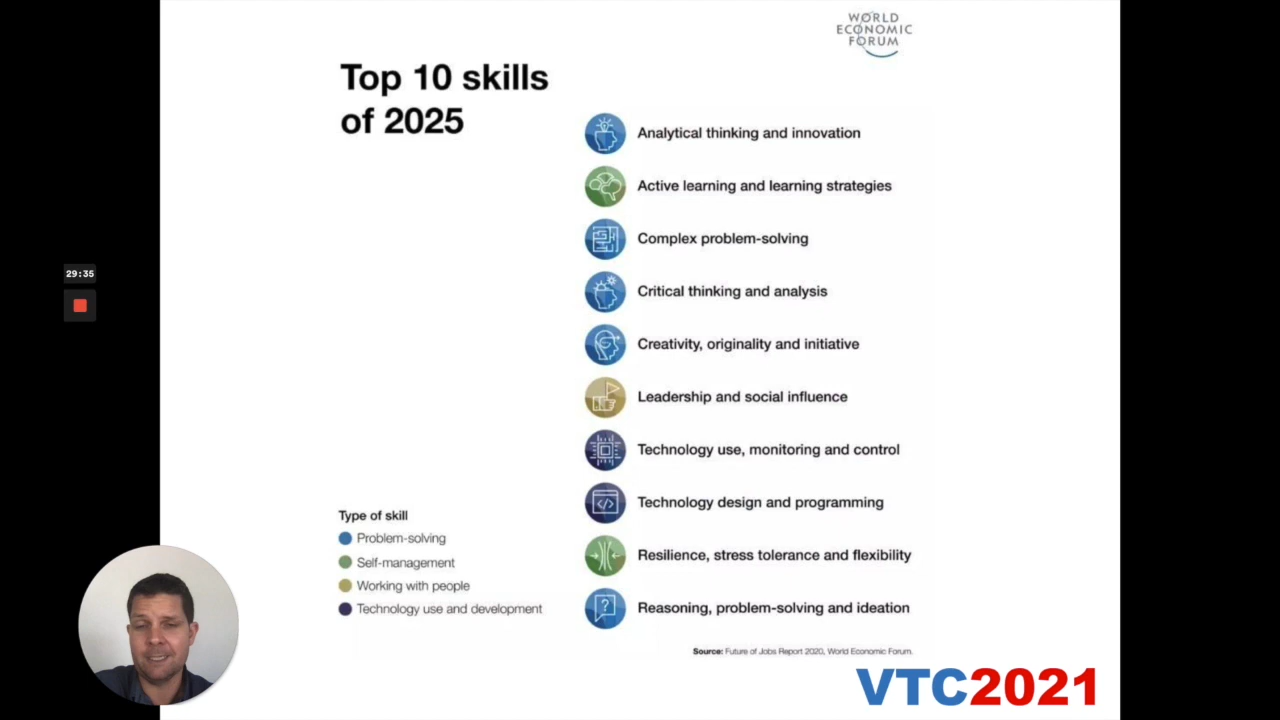 WORLD
ECONOMIC
FORUM
Top 10 skills
of 2025
Analytical thinking and innovation
Active learning and learning strategies
Complex problem-solving
Critical thinking and analysis
Creativity, originality and initiative
Leadership and social influence
Technology use, monitoring and control
Technology design and programming
Resilience, stress tolerance and flexibility
Reasoning, problem-solving and ideation
29:35
Type of skill
Problem-solving
Self-management
Working with people
Technology use and development
Source: Future of Jobs Report 2020, World Economic Forum.
VTC2021